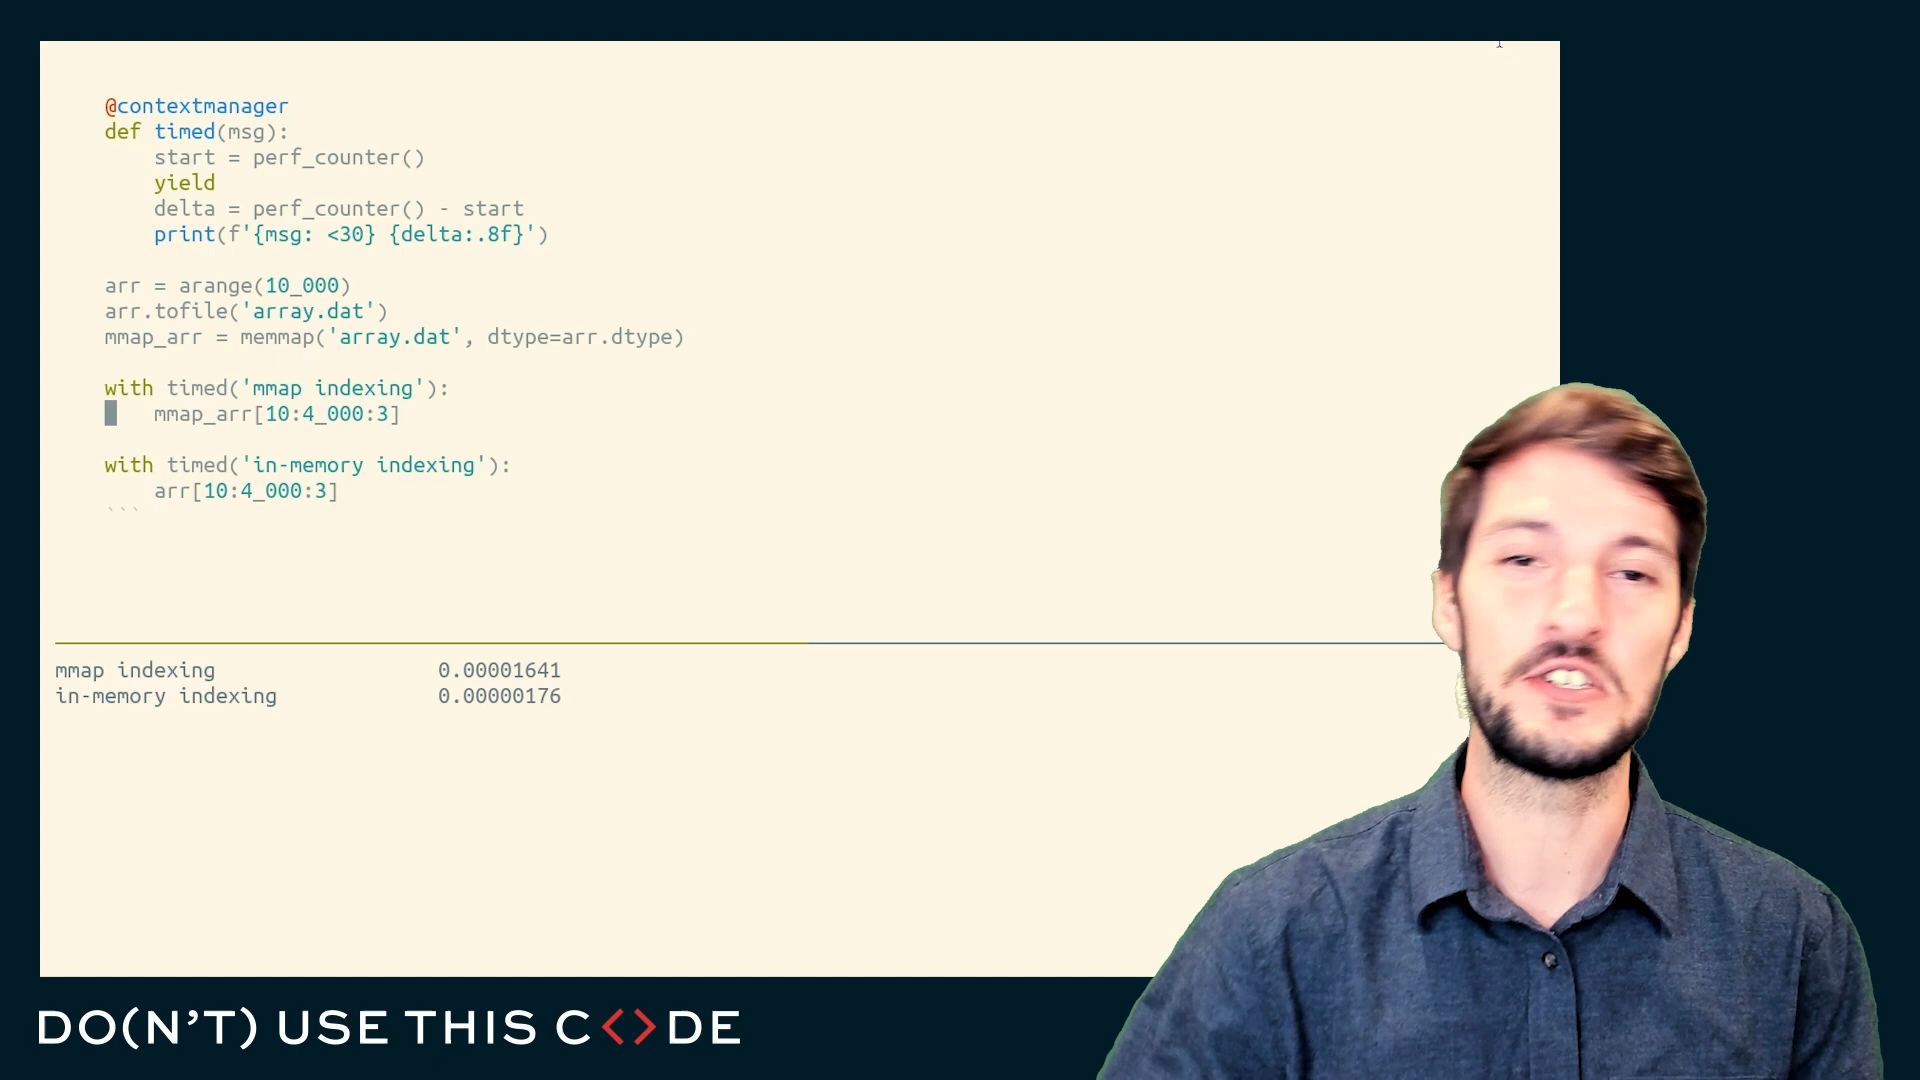 @contextmanager
def timed(msg):
    start = perf_counter()
    yield
    delta = perf_counter() - start
    print(f'{msg: <30} {delta:.8f}')
arr = arange(10_000)
arr.tofile('array.dat')
mmap_arr = memmap('array.dat', dtype=arr.dtype)
with timed('mmap indexing'):
    mmap_arr[10:4_000:3]
with timed('in-memory indexing'):
    arr[10:4_000:3]
```
mmap indexing 0.00001641
in-memory indexing 0.00000176
DO(N'T) USE THIS C<>DE